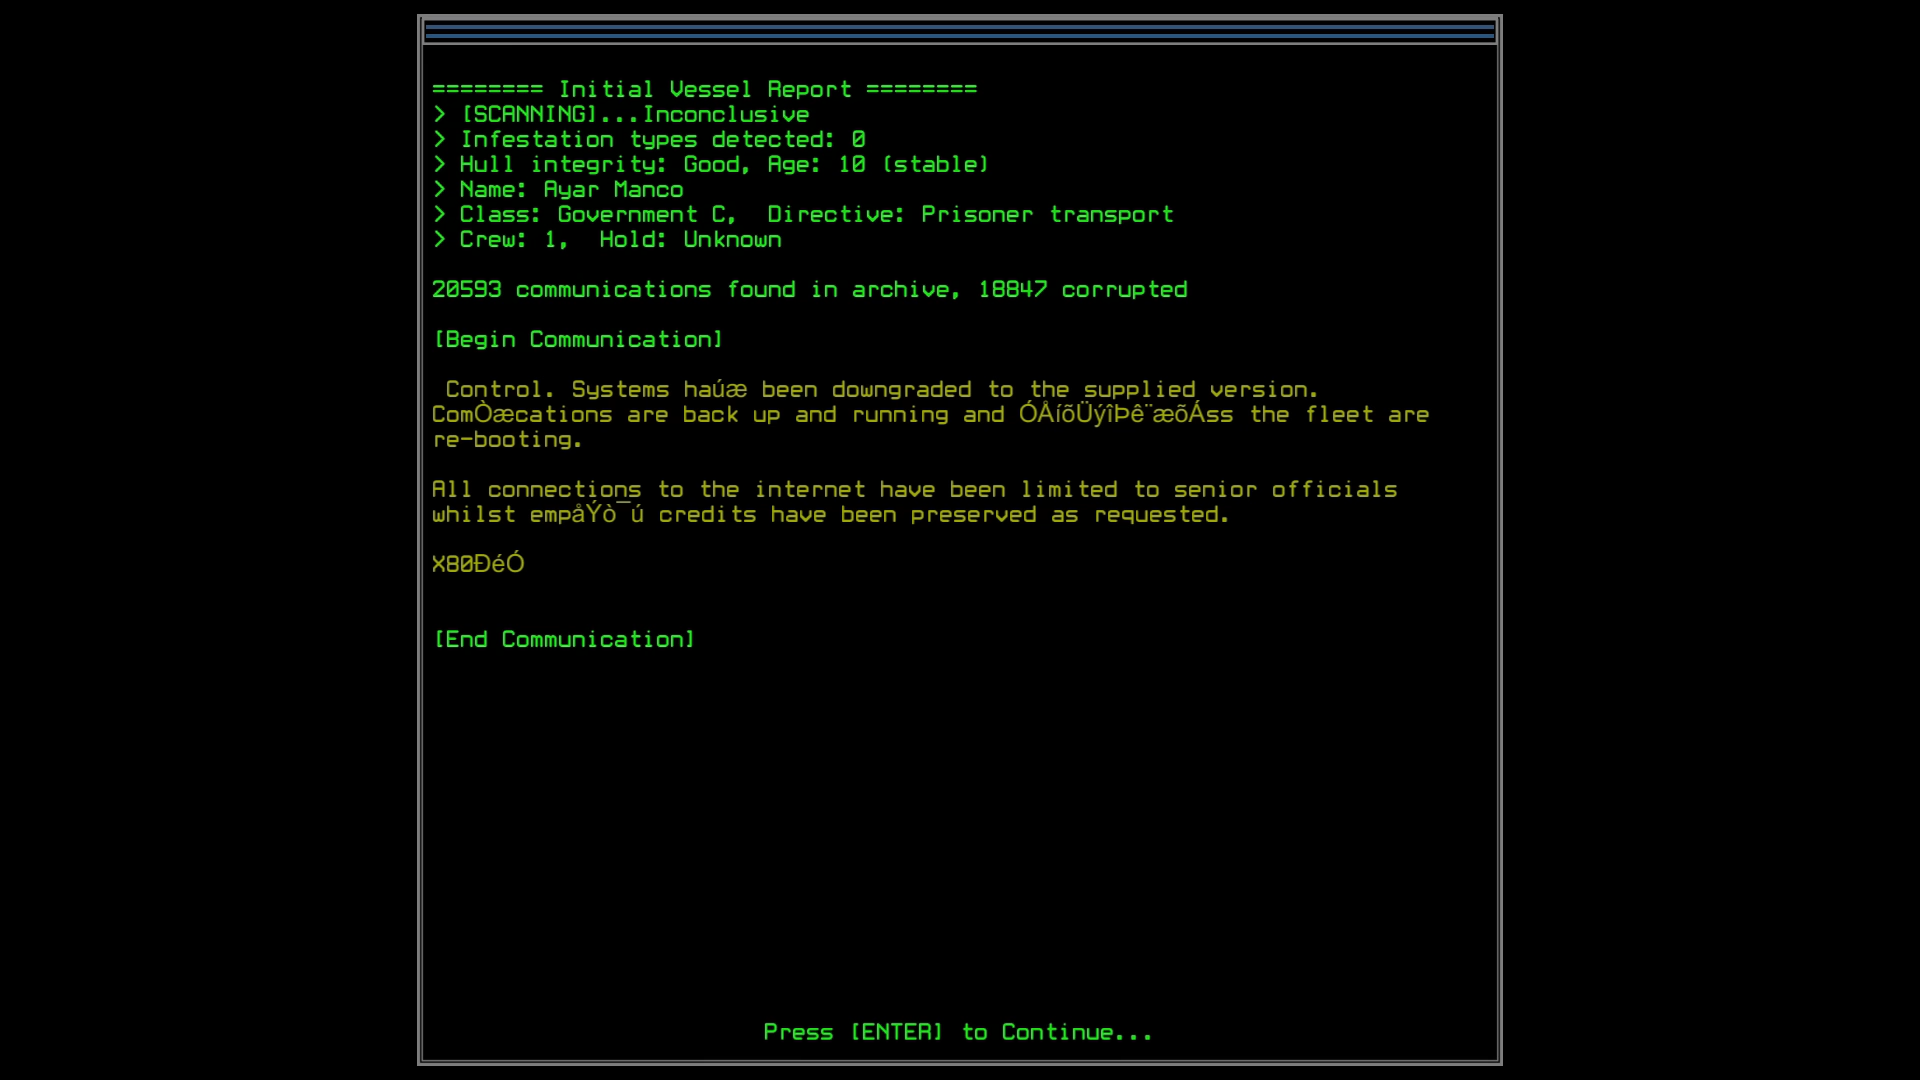 ======== Initial Vessel Report ========
> [SCANNING]...Inconclusive
> Infestation types detected: 0
> Hull integrity: Good, Age: 10 (stable)
> Name: Ayar Manco
> Class: Government C,  Directive: Prisoner transport
> Crew: 1,  Hold: Unknown
20593 communications found in archive, 18847 corrupted
[Begin Communication]
Control. Systems haúæ been downgraded to the supplied version.
ComÒæcations are back up and running and ÓÅíõÜýîÞê¨æõÁss the fleet are
re-booting.
All connections to the internet have been limited to senior officials
whilst empåÝò¯ú credits have been preserved as requested.
X80ÐéÓ
[End Communication]
Press [ENTER] to Continue...